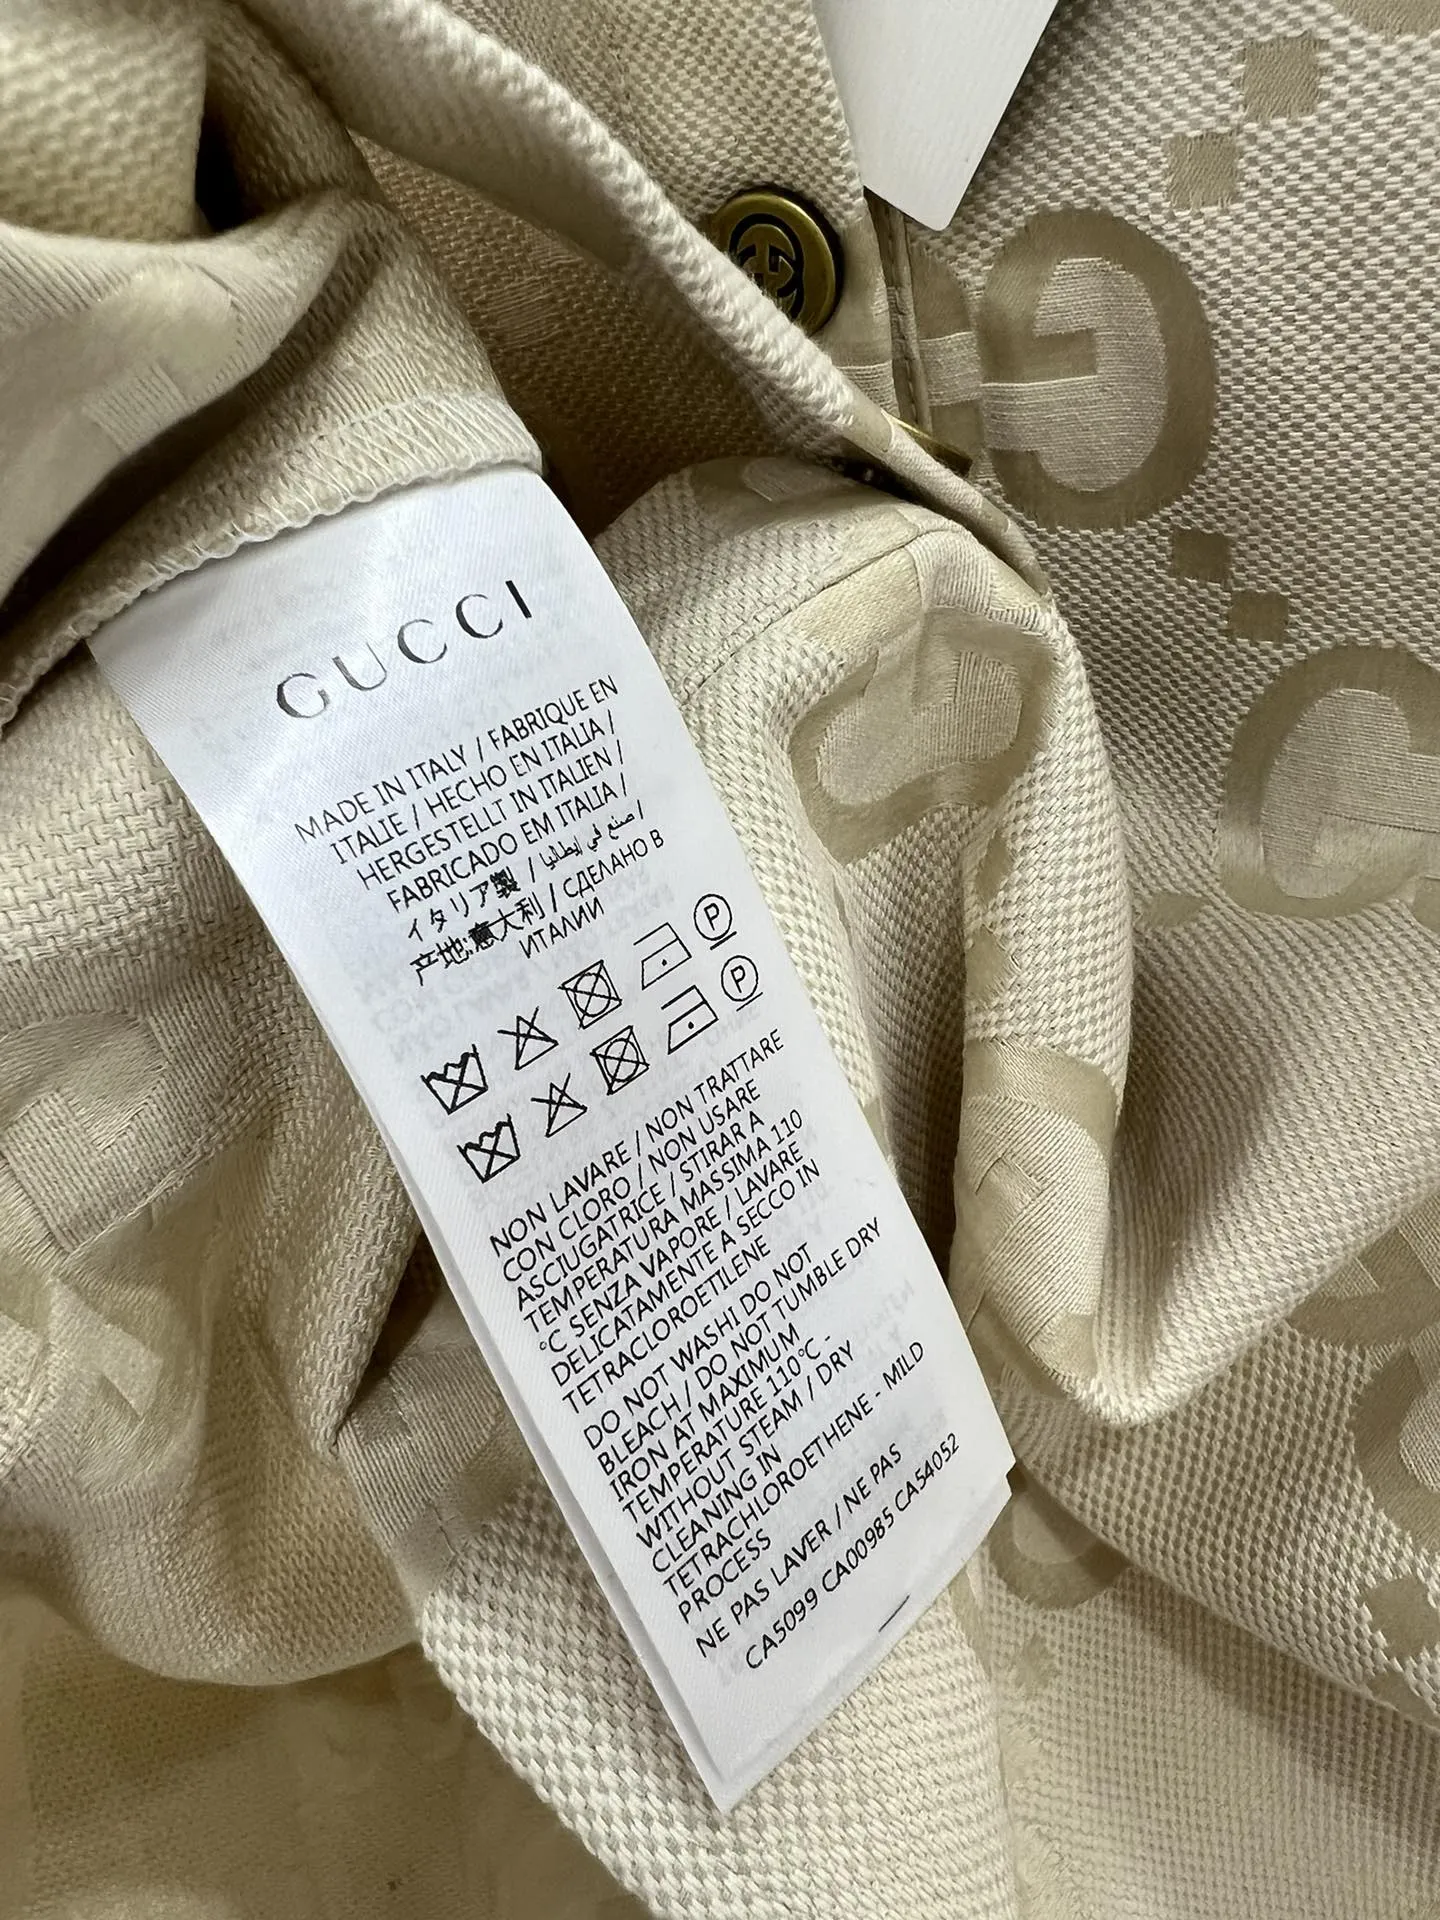 GUCCI
MADE IN ITALY / FABRIQUE EN
ITALIE / HECHO EN ITALIA /
HERGESTELLT IN ITALIEN /
FABRICADO EM ITALIA /
イタリア製 / صنع في إيطاليا /
产地:意大利 / СДЕЛАНО В
ИТАЛИИ
P
P
NON LAVARE / NON TRATTARE
CON CLORO / NON USARE
ASCIUGATRICE / STIRAR A
TEMPERATURA MASSIMA 110
°C SENZA VAPORE / LAVARE
DELICATAMENTE A SECCO IN
TETRACLOROETILENE
DO NOT WASHI DO NOT
BLEACH / DO NOT TUMBLE DRY
IRON AT MAXIMUM
TEMPERATURE 110°C -
WITHOUT STEAM / DRY
CLEANING IN
TETRACHLOROETHENE - MILD
PROCESS
NE PAS LAVER / NE PAS
CA5099 CA00985 CA54052